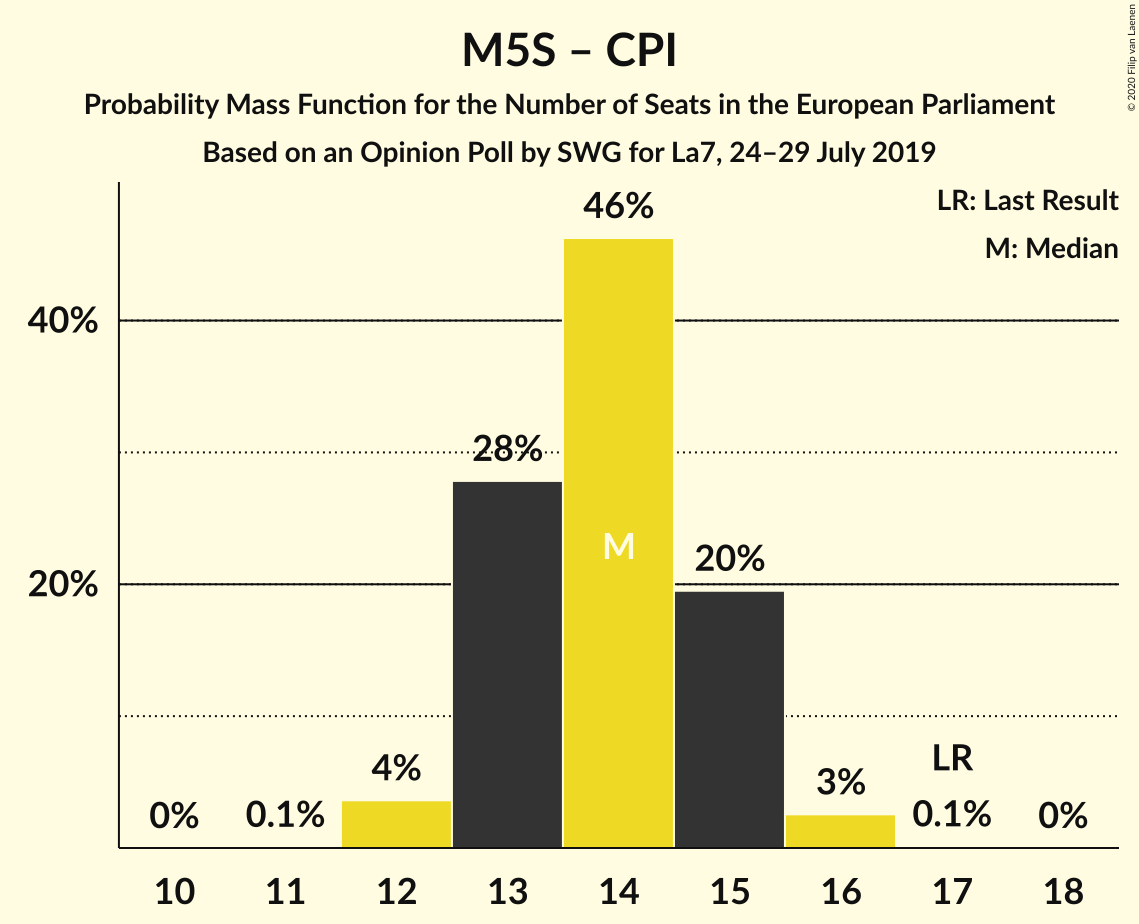 M5S – CPI
Probability Mass Function for the Number of Seats in the European Parliament
Based on an Opinion Poll by SWG for La7, 24–29 July 2019
© 2020 Filip van Laenen
LR: Last Result
M: Median
46%
40%
28%
M
20%
20%
LR
4%
3%
0%
0.1%
0.1%
0%
10 11 12 13 14 15 16 17 18